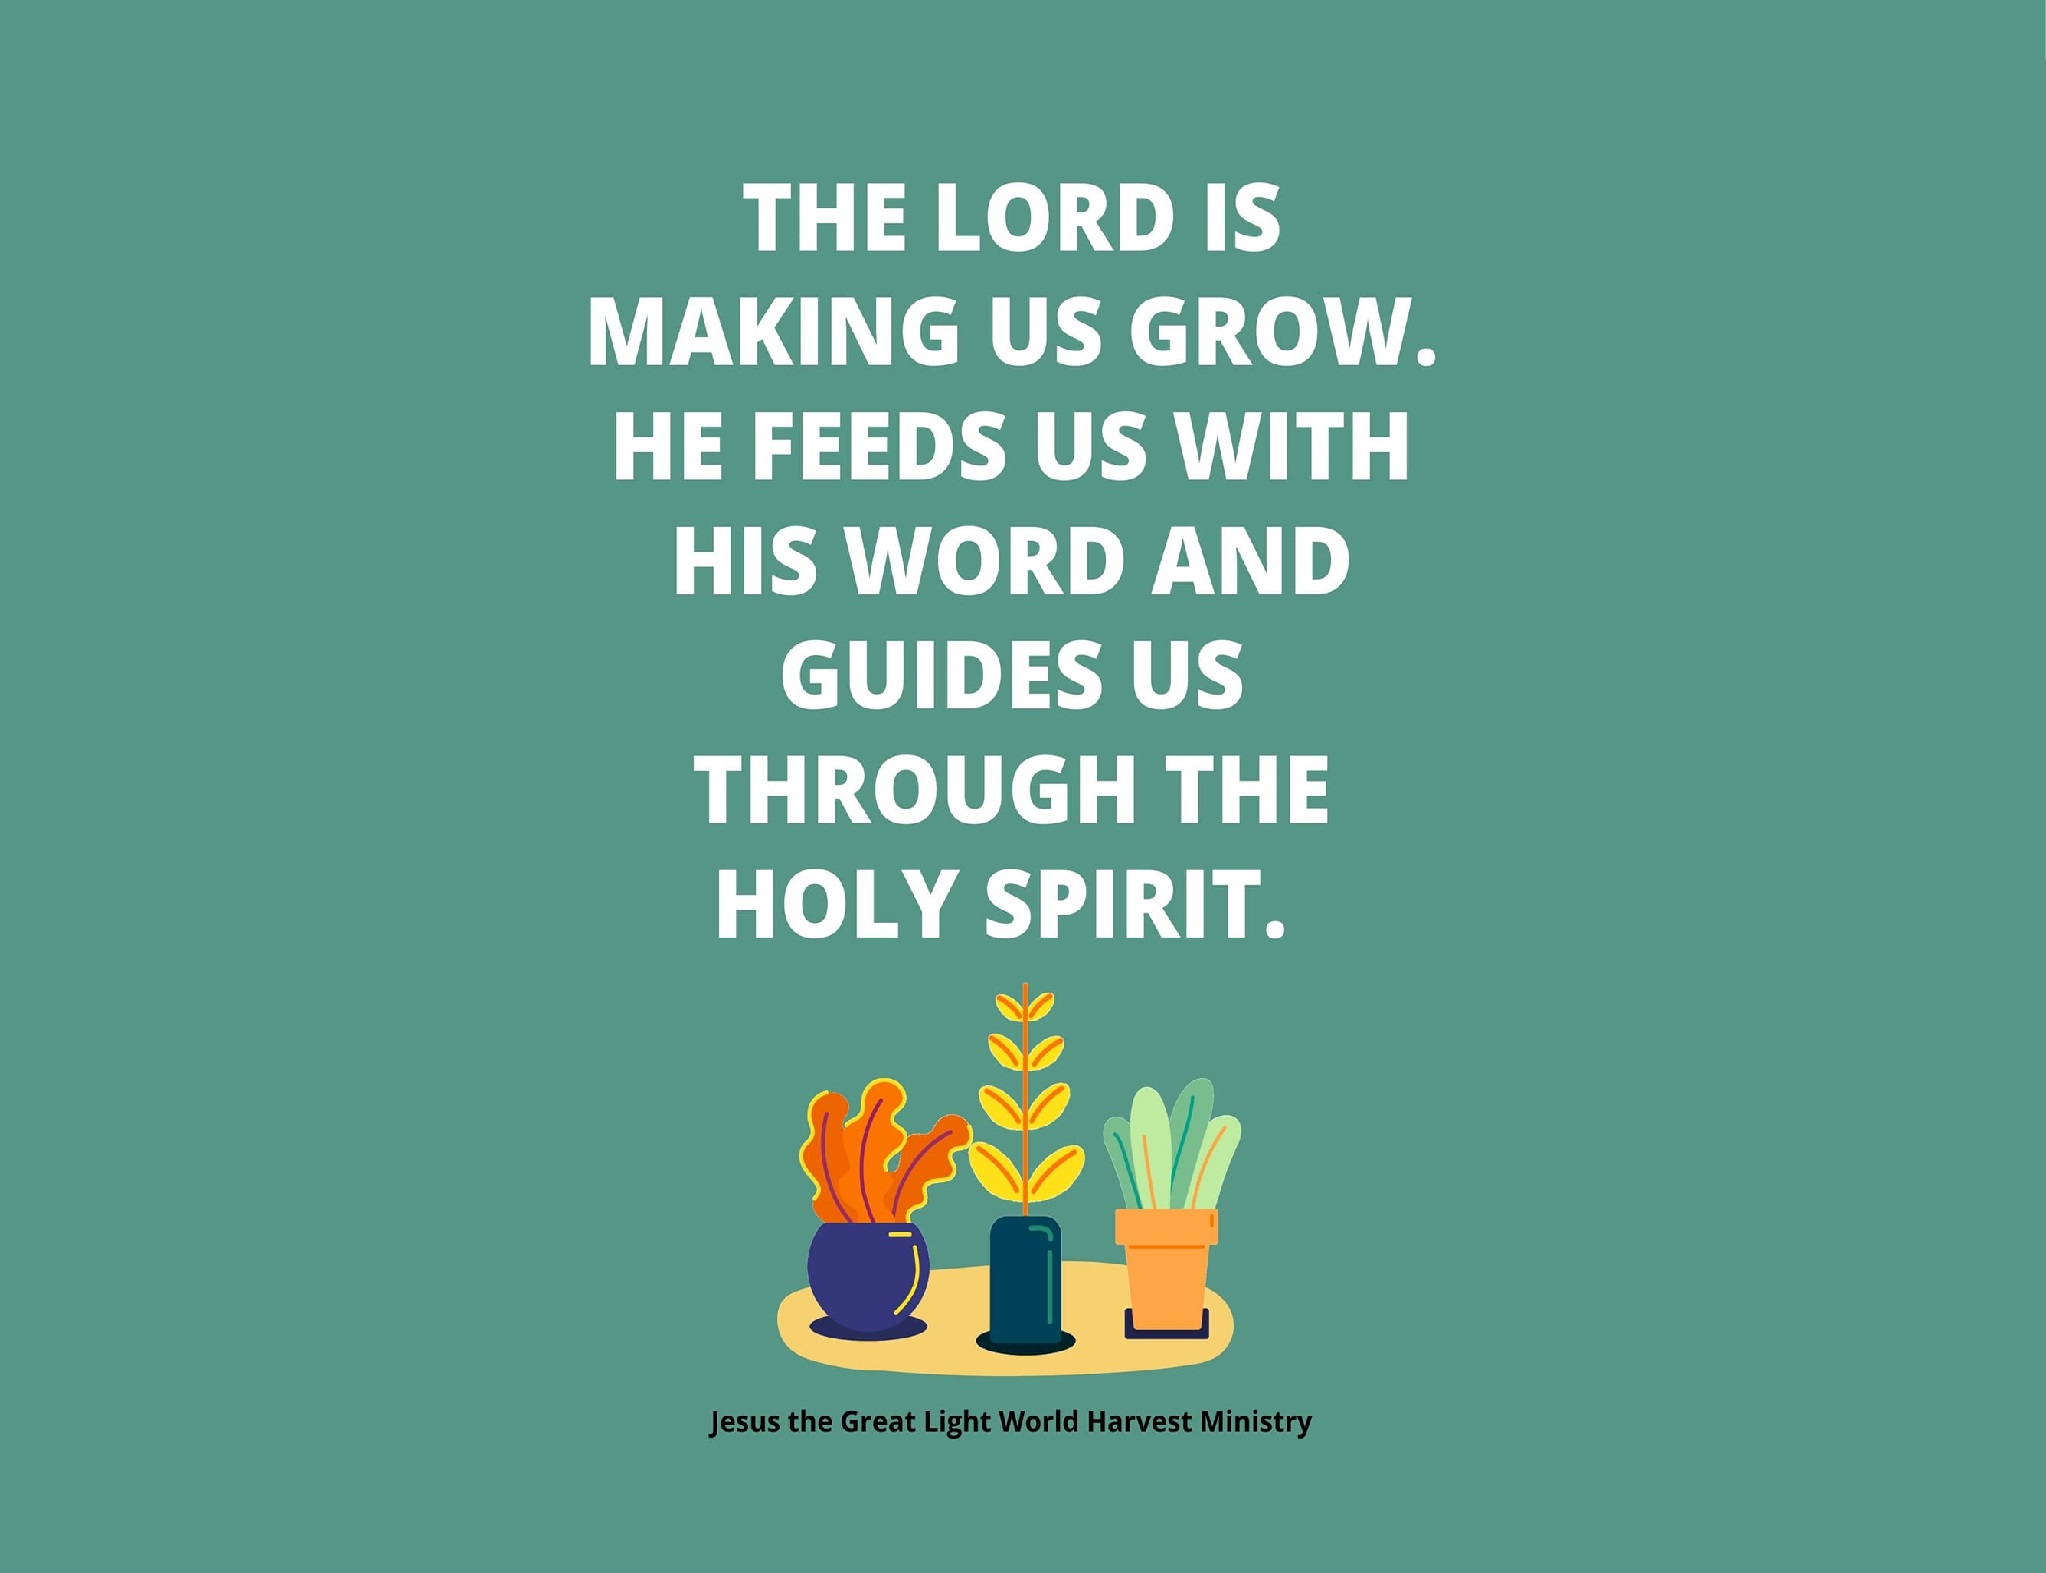 THE LORD IS
MAKING US GROW.
HE FEEDS US WITH
HIS WORD AND
GUIDES US
THROUGH THE
HOLY SPIRIT.
Jesus the Great Light World Harvest Ministry